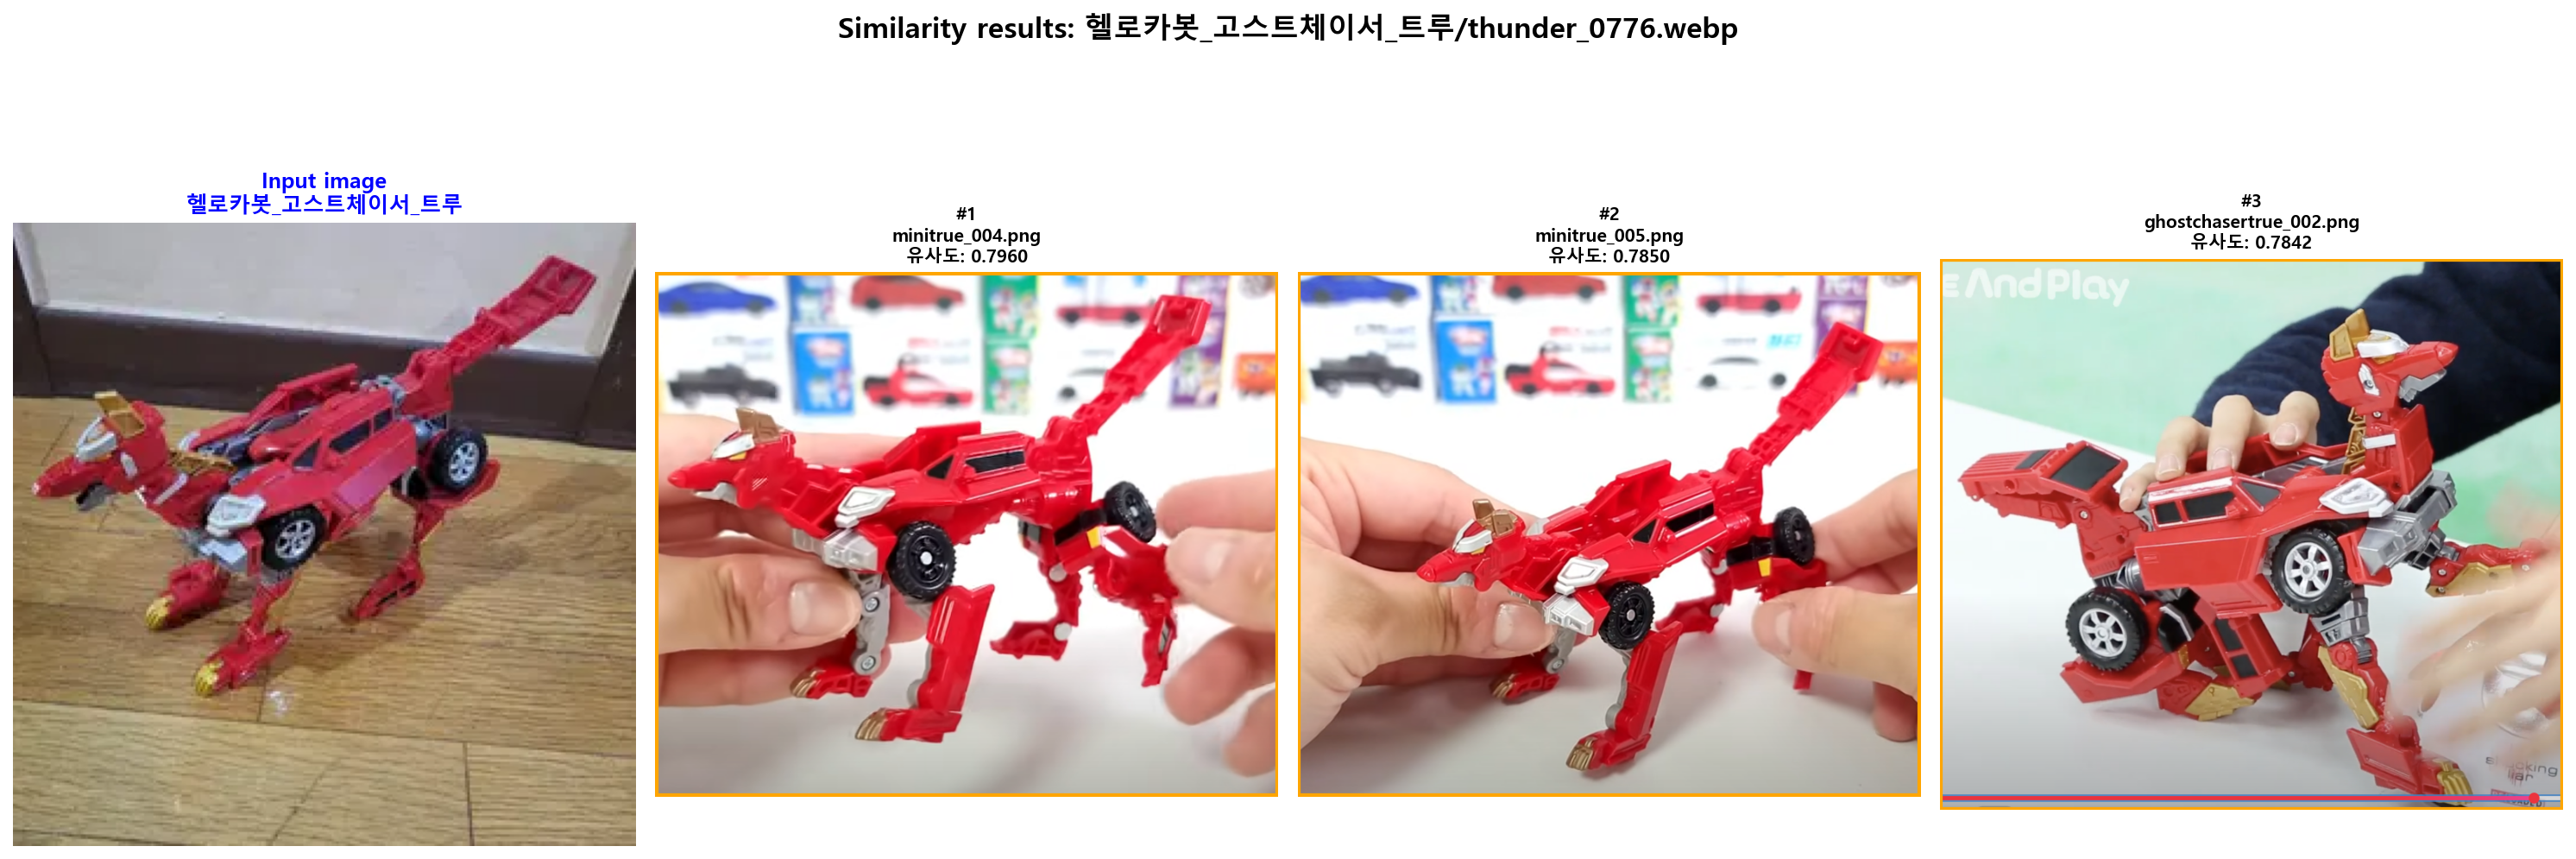 Similarity results: 헬로카봇_고스트체이서_트루/thunder_0776.webp
Input image
헬로카봇_고스트체이서_트루
#1
minitrue_004.png
유사도: 0.7960
#2
minitrue_005.png
유사도: 0.7850
#3
ghostchasertrue_002.png
유사도: 0.7842
E And Play